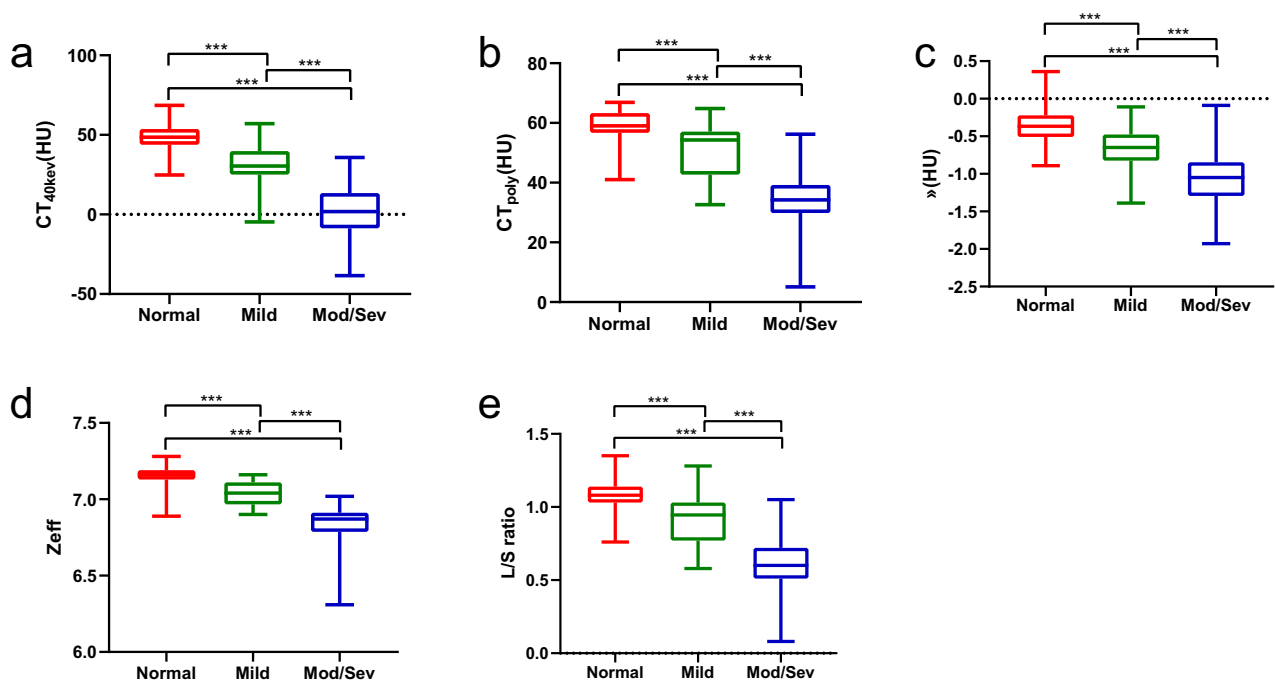 a
***
***
***
CT40kev(HU)
100
50
0
-50
Normal Mild Mod/Sev
b
***
***
***
CTpoly(HU)
80
60
40
20
0
Normal Mild Mod/Sev
c
***
***
***
»(HU)
0.5
0.0
-0.5
-1.0
-1.5
-2.0
-2.5
Normal Mild Mod/Sev
d
***
***
***
Zeff
7.5
7.0
6.5
6.0
Normal Mild Mod/Sev
e
***
***
***
L/S ratio
1.5
1.0
0.5
0.0
Normal Mild Mod/Sev